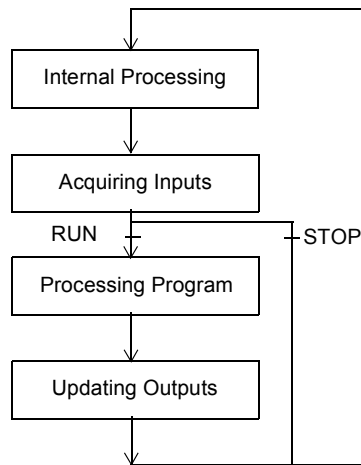 Internal Processing
Acquiring Inputs
RUN
STOP
Processing Program
Updating Outputs